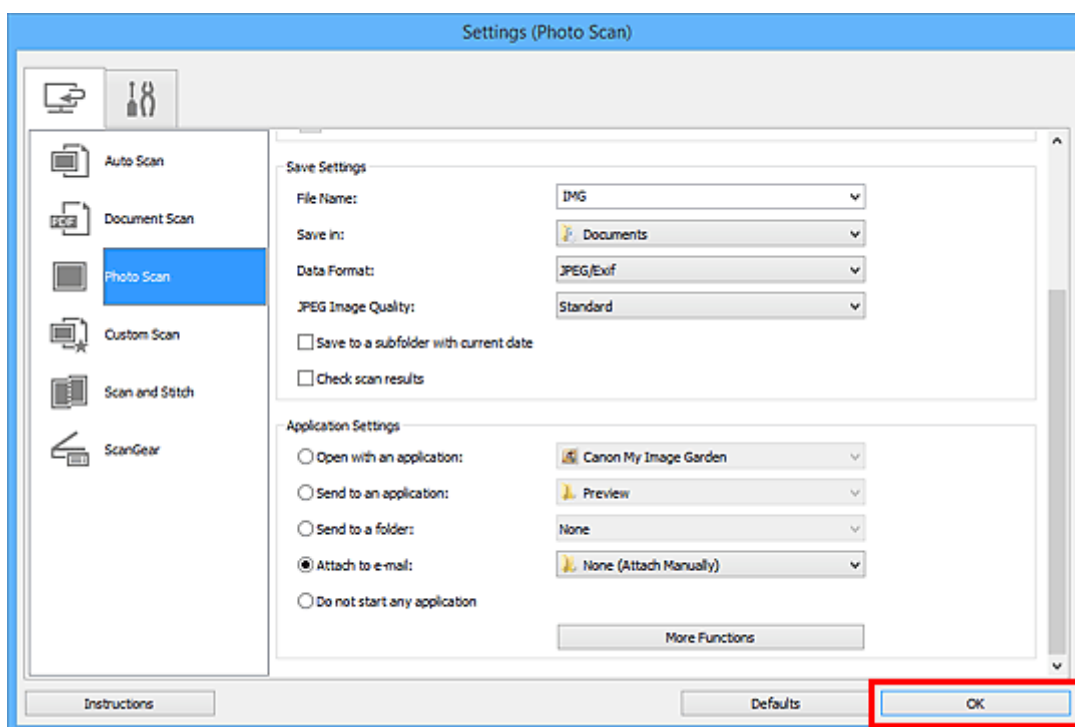 Settings (Photo Scan)
Auto Scan
Document Scan
Photo Scan
Custom Scan
Scan and Stitch
ScanGear
Save Settings
File Name: IMG
Save in: Documents
Data Format: JPEG/Exif
JPEG Image Quality: Standard
Save to a subfolder with current date
Check scan results
Application Settings
Open with an application: Canon My Image Garden
Send to an application: Preview
Send to a folder: None
Attach to e-mail: None (Attach Manually)
Do not start any application
More Functions
Instructions Defaults OK